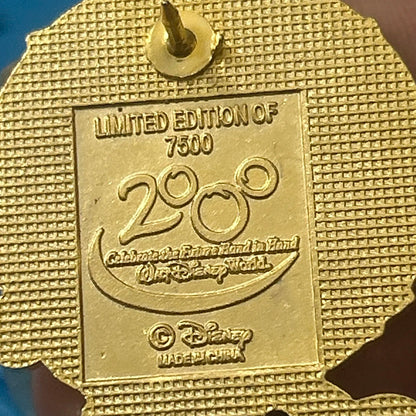 LIMITED EDITION OF
7500
2000
Celebrate the Future Hand in Hand
Walt Disney World
© Disney
MADE IN CHINA